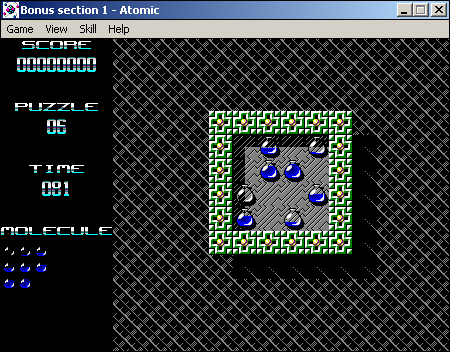 Bonus section 1 - Atomic
Game View Skill Help
SCORE
00000000
PUZZLE
06
TIME
081
MOLECULE